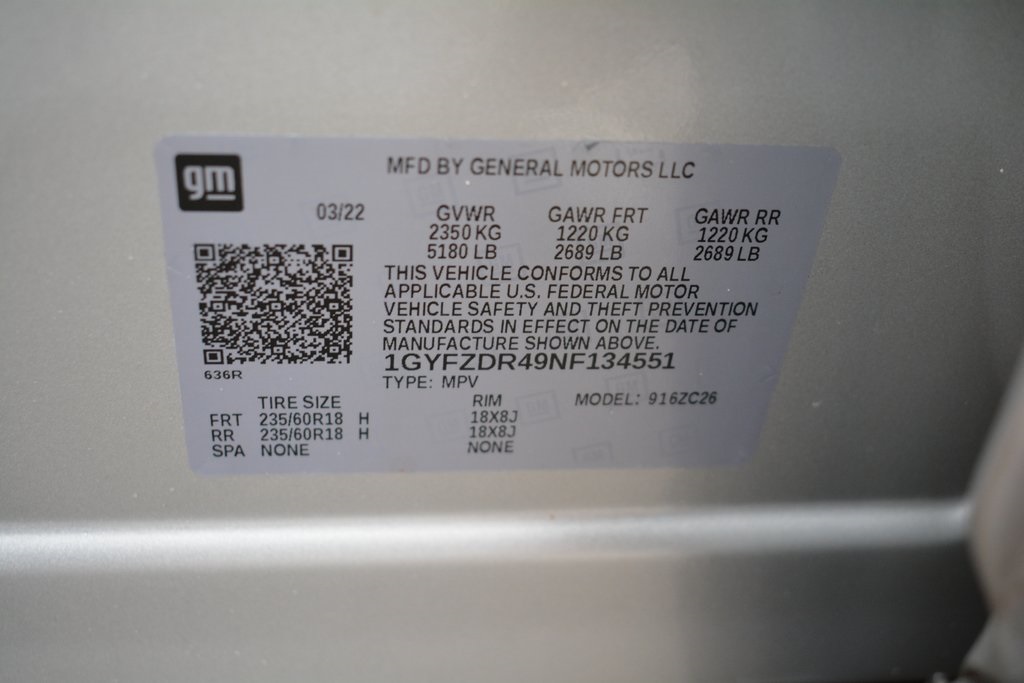 gm
MFD BY GENERAL MOTORS LLC
03/22 GVWR GAWR FRT GAWR RR
2350 KG 1220 KG 1220 KG
5180 LB 2689 LB 2689 LB
THIS VEHICLE CONFORMS TO ALL
APPLICABLE U.S. FEDERAL MOTOR
VEHICLE SAFETY AND THEFT PREVENTION
STANDARDS IN EFFECT ON THE DATE OF
MANUFACTURE SHOWN ABOVE.
1GYFZDR49NF134551
636R
TYPE: MPV
TIRE SIZE RIM MODEL: 916ZC26
FRT 235/60R18 H 18X8J
RR 235/60R18 H 18X8J
SPA NONE NONE